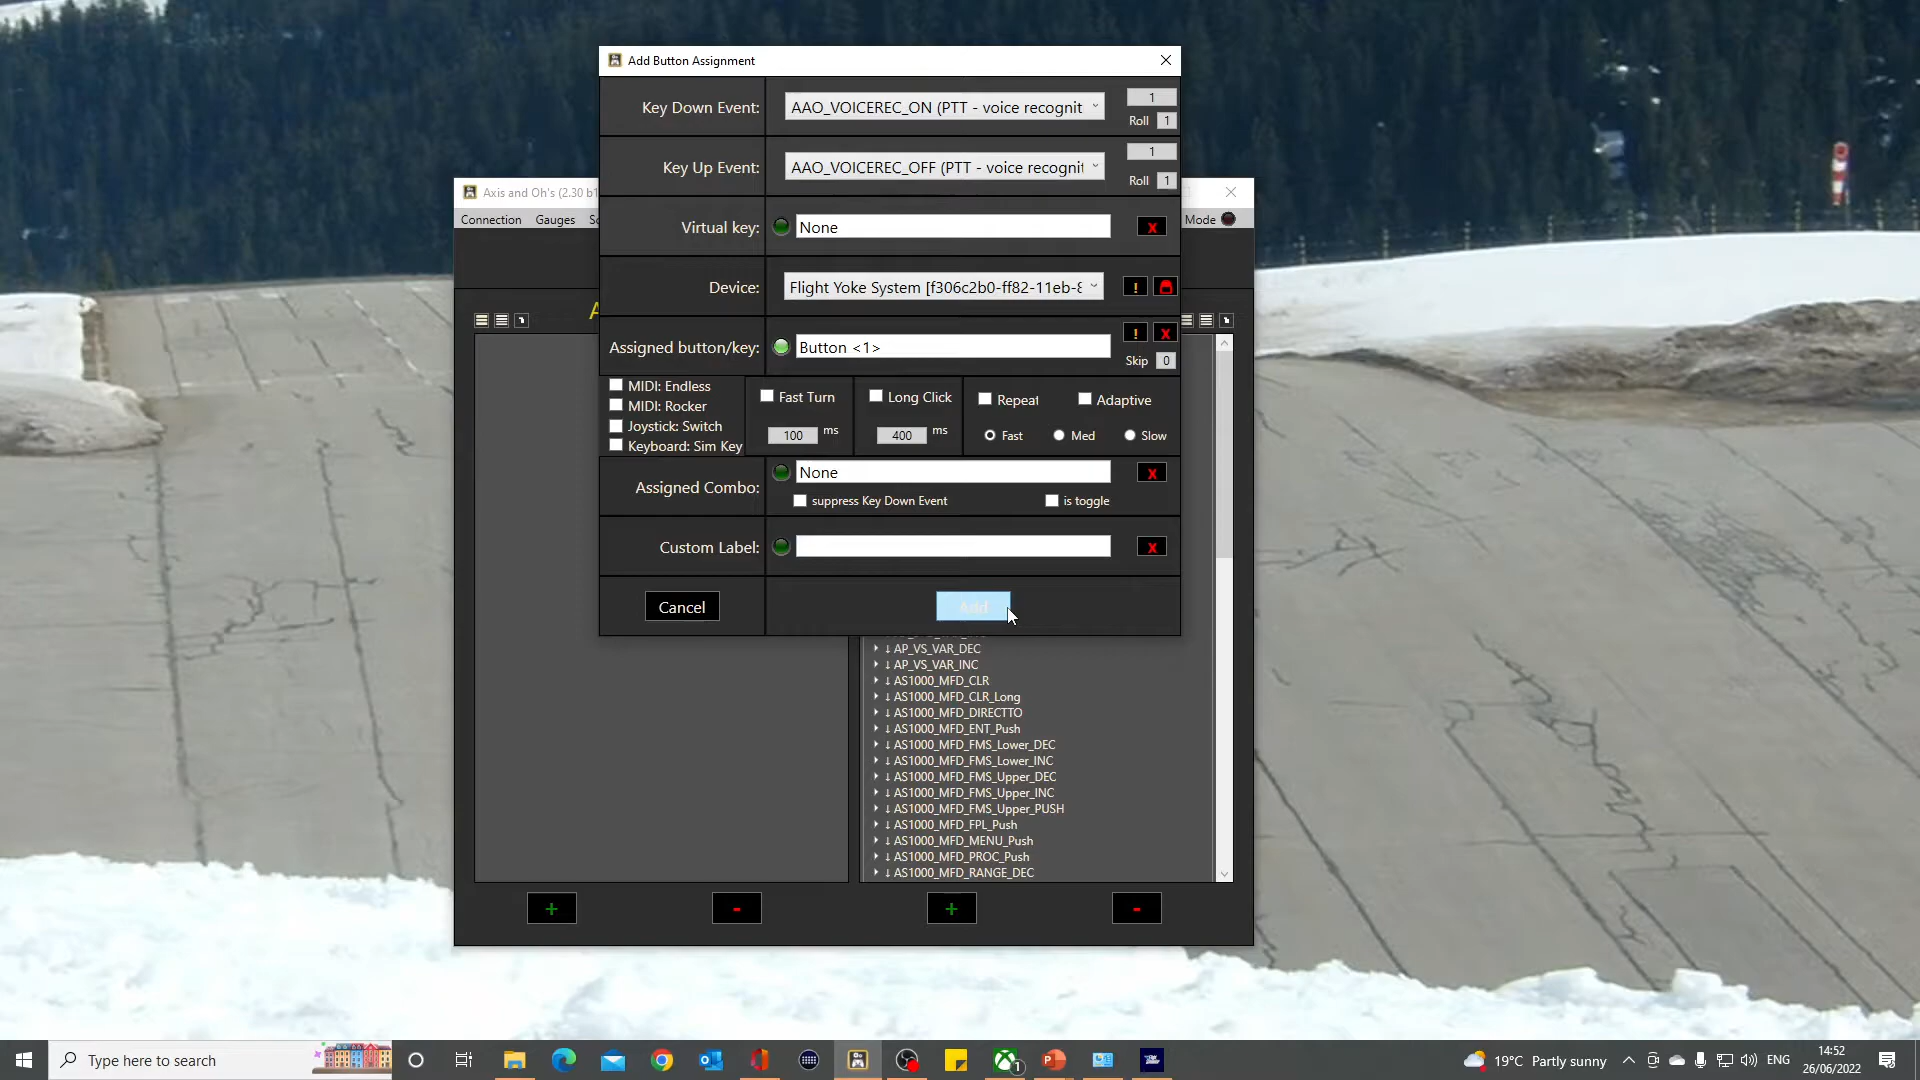 Add Button Assignment
Key Down Event:
AAO_VOICEREC_ON (PTT - voice recognit
1
Roll 1
Key Up Event:
AAO_VOICEREC_OFF (PTT - voice recognit
1
Roll 1
Axis and Oh's (2.30 b1
Connection Gauges
Mode
Virtual key:
None
x
Device:
Flight Yoke System [f306c2b0-ff82-11eb-8
!
Assigned button/key:
Button <1>
! x
Skip 0
MIDI: Endless
MIDI: Rocker
Joystick: Switch
Keyboard: Sim Key
Fast Turn
100 ms
Long Click
400 ms
Repeat
Adaptive
Fast Med Slow
Assigned Combo:
None
x
suppress Key Down Event
is toggle
Custom Label:
x
Cancel
Add
AP_VS_VAR_DEC
AP_VS_VAR_INC
AS1000_MFD_CLR
AS1000_MFD_CLR_Long
AS1000_MFD_DIRECTTO
AS1000_MFD_ENT_Push
AS1000_MFD_FMS_Lower_DEC
AS1000_MFD_FMS_Lower_INC
AS1000_MFD_FMS_Upper_DEC
AS1000_MFD_FMS_Upper_INC
AS1000_MFD_FMS_Upper_PUSH
AS1000_MFD_FPL_Push
AS1000_MFD_MENU_Push
AS1000_MFD_PROC_Push
AS1000_MFD_RANGE_DEC
+ - + -
Type here to search
1
19°C Partly sunny
ENG
14:52
26/06/2022